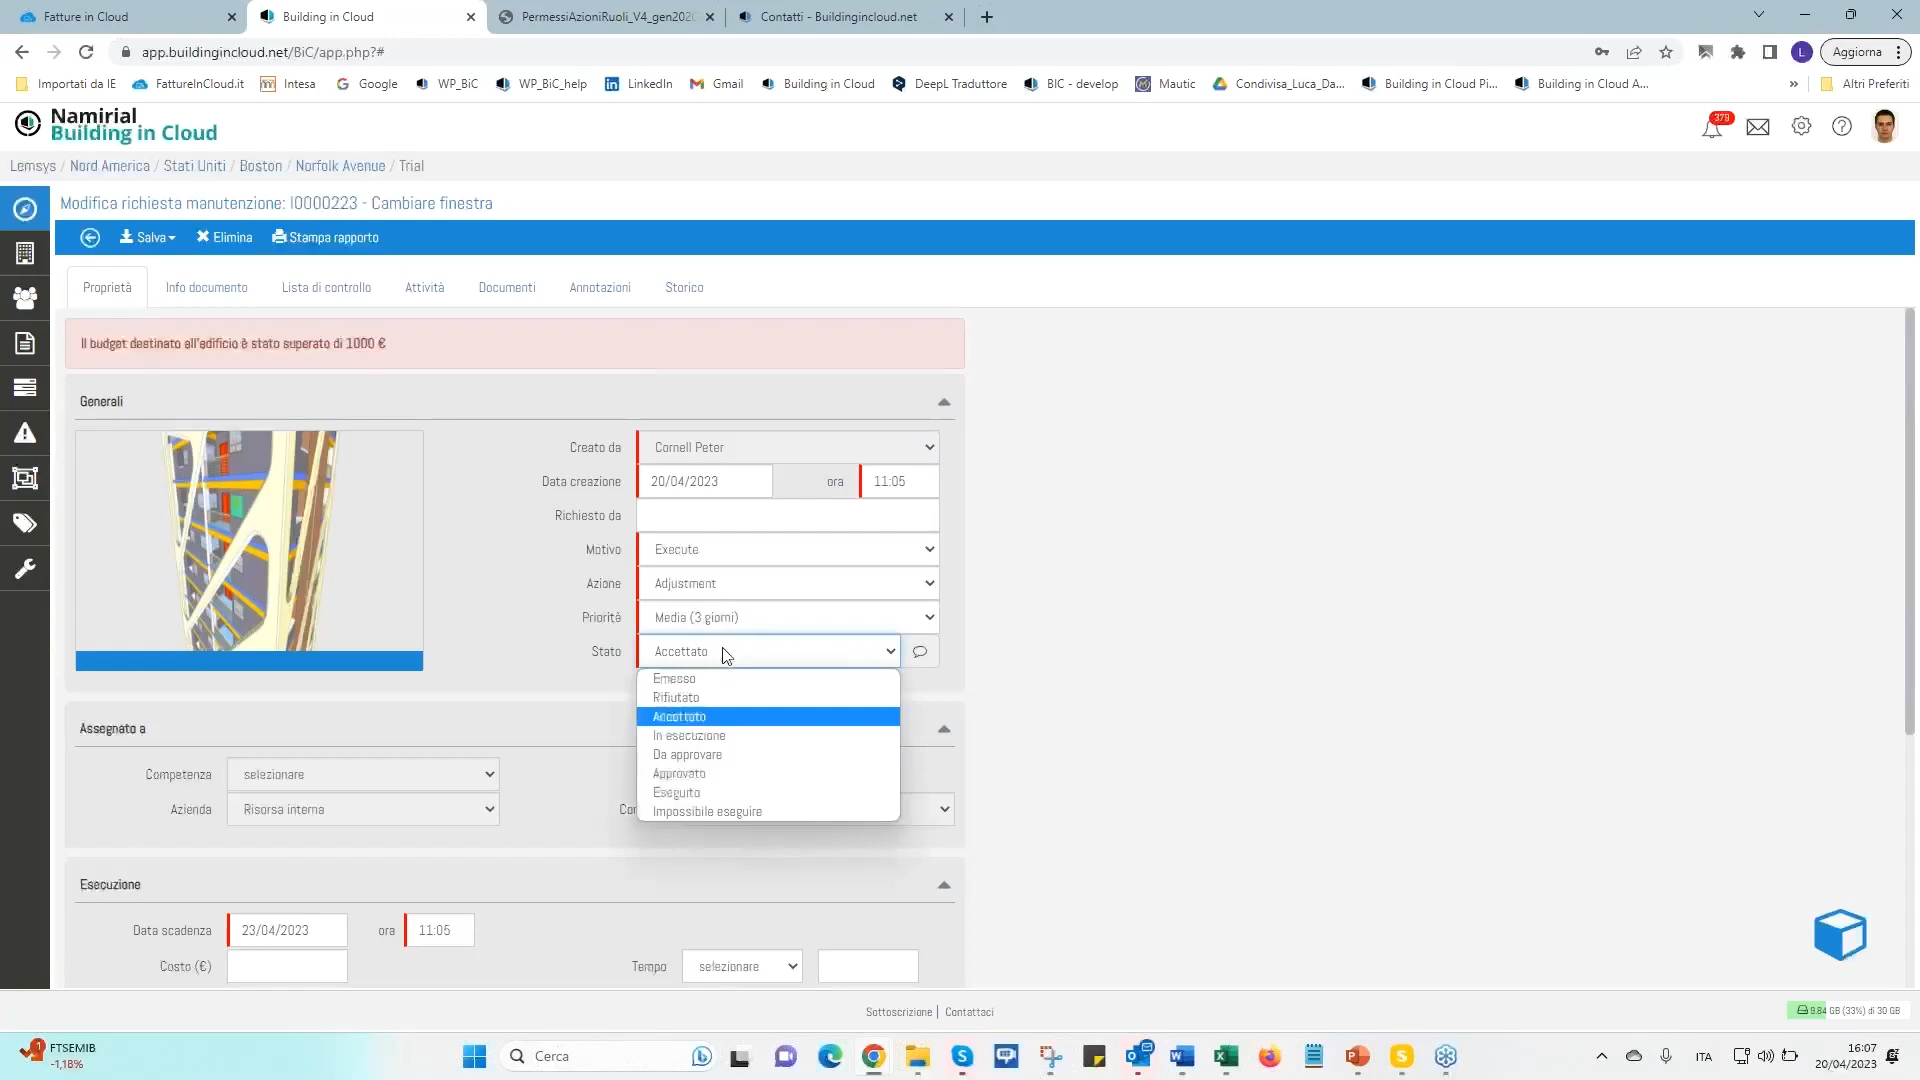 Fatture in Cloud
Building in Cloud
PermessiAzioniRuoli_V4_gen202
Contatti - Buildingincloud.net
app.buildingincloud.net/BiC/app.php?#
Aggiorna
Importati da IE
FattureInCloud.it
Intesa
Google
WP_BiC
WP_BiC_help
LinkedIn
Gmail
Building in Cloud
DeepL Traduttore
BIC - develop
Mautic
Condivisa_Luca_Da...
Building in Cloud Pi...
Building in Cloud A...
Altri Preferiti
Namirial
Building in Cloud
379
Lemsys / Nord America / Stati Uniti / Boston / Norfolk Avenue / Trial
Modifica richiesta manutenzione: I0000223 - Cambiare finestra
Salva
Elimina
Stampa rapporto
Proprietà
Info documento
Lista di controllo
Attività
Documenti
Annotazioni
Storico
Il budget destinato all'edificio è stato superato di 1000 €
Generali
Creato da Cornell Peter
Data creazione 20/04/2023 ora 11:05
Richiesto da
Motivo Execute
Azione Adjustment
Priorità Media (3 giorni)
Stato Accettato
Emesso
Rifiutato
Accettato
In esecuzione
Da approvare
Approvato
Eseguito
Impossibile eseguire
Assegnato a
Competenza selezionare
Azienda Risorsa interna
Esecuzione
Data scadenza 23/04/2023 ora 11:05
Costo (€)
Tempo selezionare
Sottoscrizione | Contattaci
9.84 GB (33%) di 30 GB
1
FTSEMIB
-1,18%
Cerca
ITA
16:07
20/04/2023